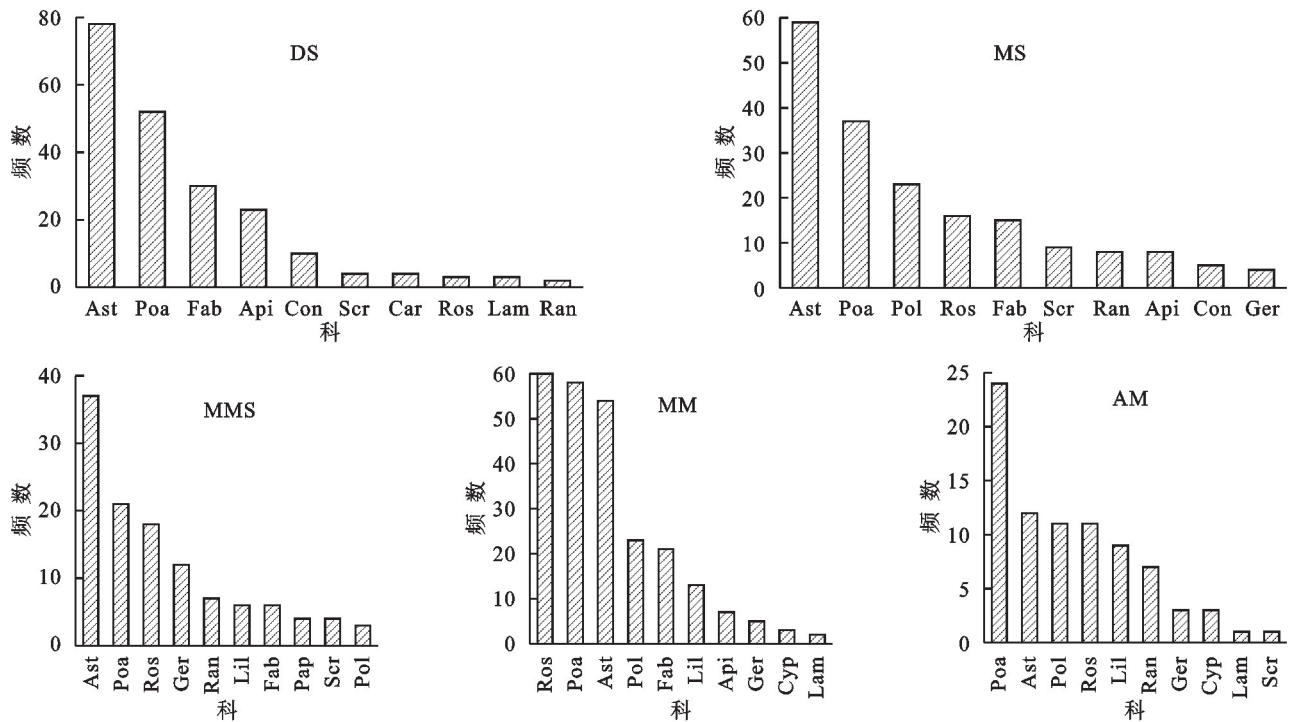 DS
频数
80
60
40
20
0
Ast Poa Fab Api Con Scr Car Ros Lam Ran
科
MS
频数
60
50
40
30
20
10
0
Ast Poa Pol Ros Fab Scr Ran Api Con Ger
科
MMS
频数
40
30
20
10
0
Ast Poa Ros Ger Ran Lil Fab Pap Scr Pol
科
MM
频数
60
50
40
30
20
10
0
Ros Poa Ast Pol Fab Lil Api Ger Cyp Lam
科
AM
频数
25
20
15
10
5
0
Poa Ast Pol Ros Lil Ran Ger Cyp Lam Scr
科